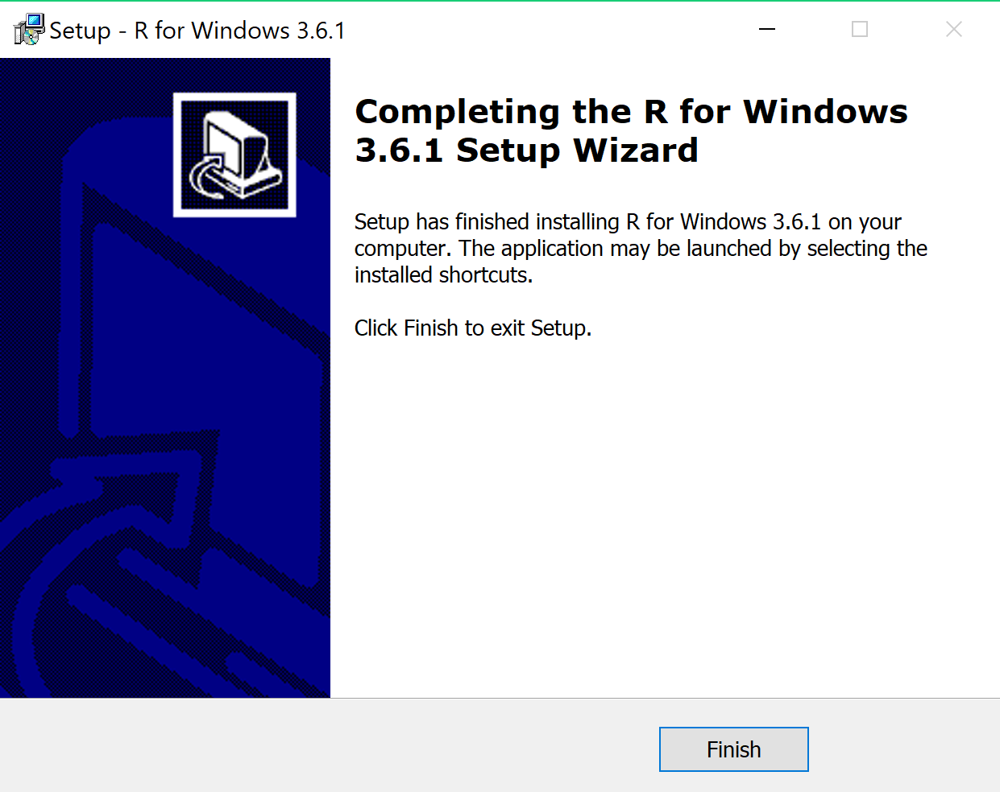 Setup - R for Windows 3.6.1
Completing the R for Windows
3.6.1 Setup Wizard
Setup has finished installing R for Windows 3.6.1 on your
computer. The application may be launched by selecting the
installed shortcuts.
Click Finish to exit Setup.
Finish